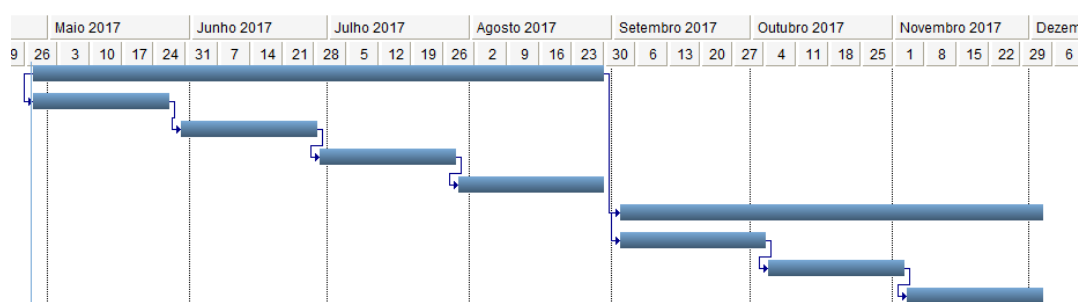 Maio 2017 Junho 2017 Julho 2017 Agosto 2017 Setembro 2017 Outubro 2017 Novembro 2017 Dezem
9 26 3 10 17 24 31 7 14 21 28 5 12 19 26 2 9 16 23 30 6 13 20 27 4 11 18 25 1 8 15 22 29 6